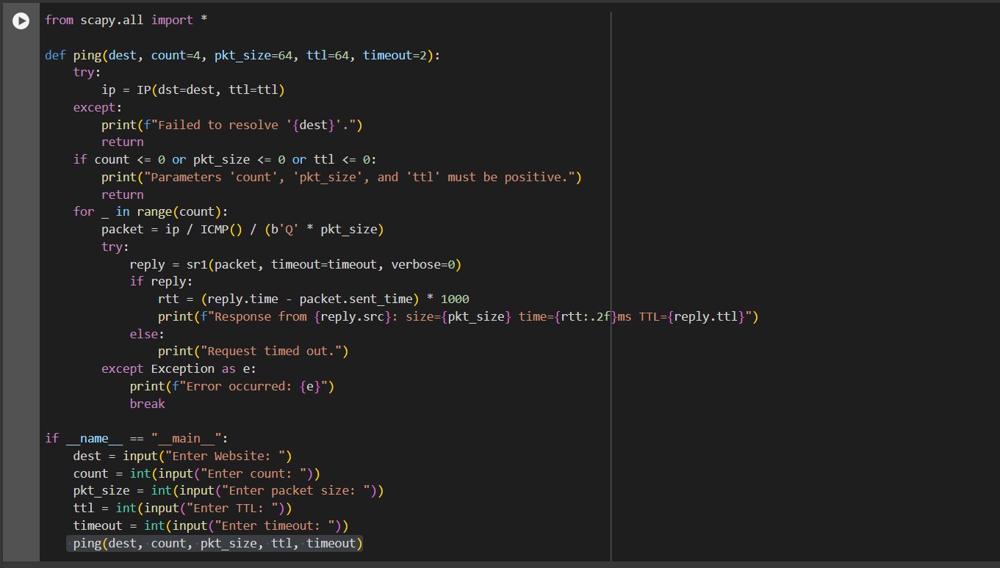 from scapy.all import *
def ping(dest, count=4, pkt_size=64, ttl=64, timeout=2):
    try:
        ip = IP(dst=dest, ttl=ttl)
    except:
        print(f"Failed to resolve '{dest}'.")
        return
    if count <= 0 or pkt_size <= 0 or ttl <= 0:
        print("Parameters 'count', 'pkt_size', and 'ttl' must be positive.")
        return
    for _ in range(count):
        packet = ip / ICMP() / (b'Q' * pkt_size)
        try:
            reply = sr1(packet, timeout=timeout, verbose=0)
            if reply:
                rtt = (reply.time - packet.sent_time) * 1000
                print(f"Response from {reply.src}: size={pkt_size} time={rtt:.2f}ms TTL={reply.ttl}")
            else:
                print("Request timed out.")
        except Exception as e:
            print(f"Error occurred: {e}")
            break
if __name__ == "__main__":
    dest = input("Enter Website: ")
    count = int(input("Enter count: "))
    pkt_size = int(input("Enter packet size: "))
    ttl = int(input("Enter TTL: "))
    timeout = int(input("Enter timeout: "))
    ping(dest, count, pkt_size, ttl, timeout)